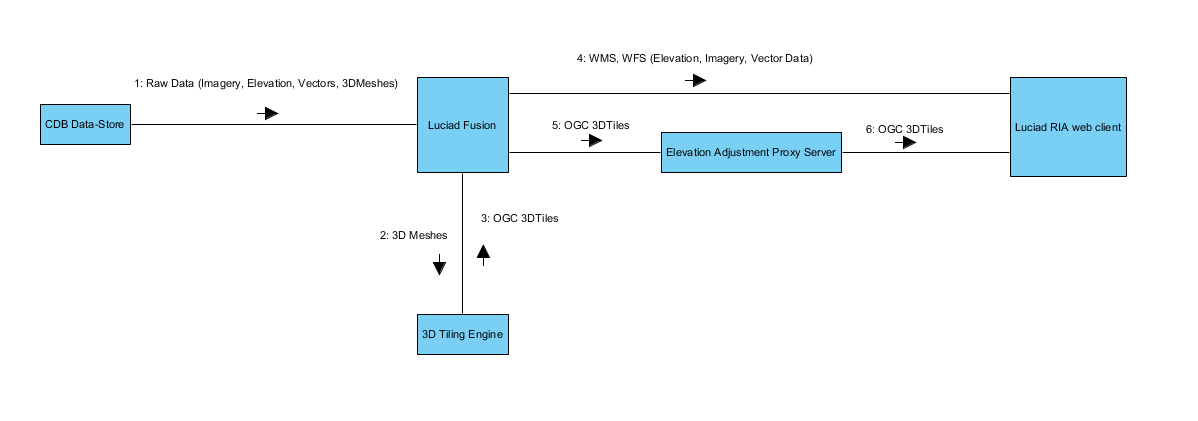 4: WMS, WFS (Elevation, Imagery, Vector Data)
1: Raw Data (Imagery, Elevation, Vectors, 3DMeshes)
CDB Data-Store
Luciad Fusion
5: OGC 3DTiles
6: OGC 3DTiles
Luciad RIA web client
Elevation Adjustment Proxy Server
3: OGC 3DTiles
2: 3D Meshes
3D Tiling Engine